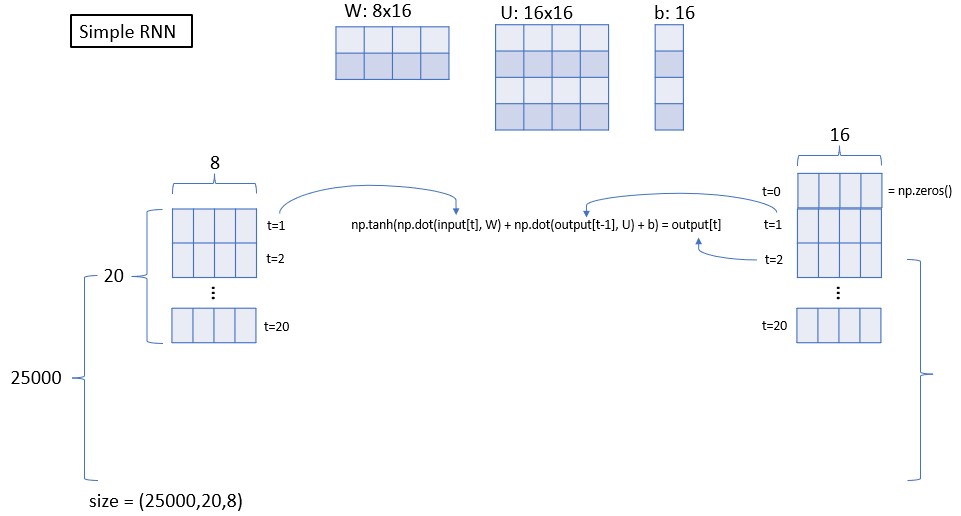 Simple RNN
W: 8x16
U: 16x16
b: 16
8
16
t=0
= np.zeros()
t=1
np.tanh(np.dot(input[t], W) + np.dot(output[t-1], U) + b) = output[t]
t=1
t=2
t=2
20
⋮
⋮
t=20
t=20
25000
size = (25000,20,8)